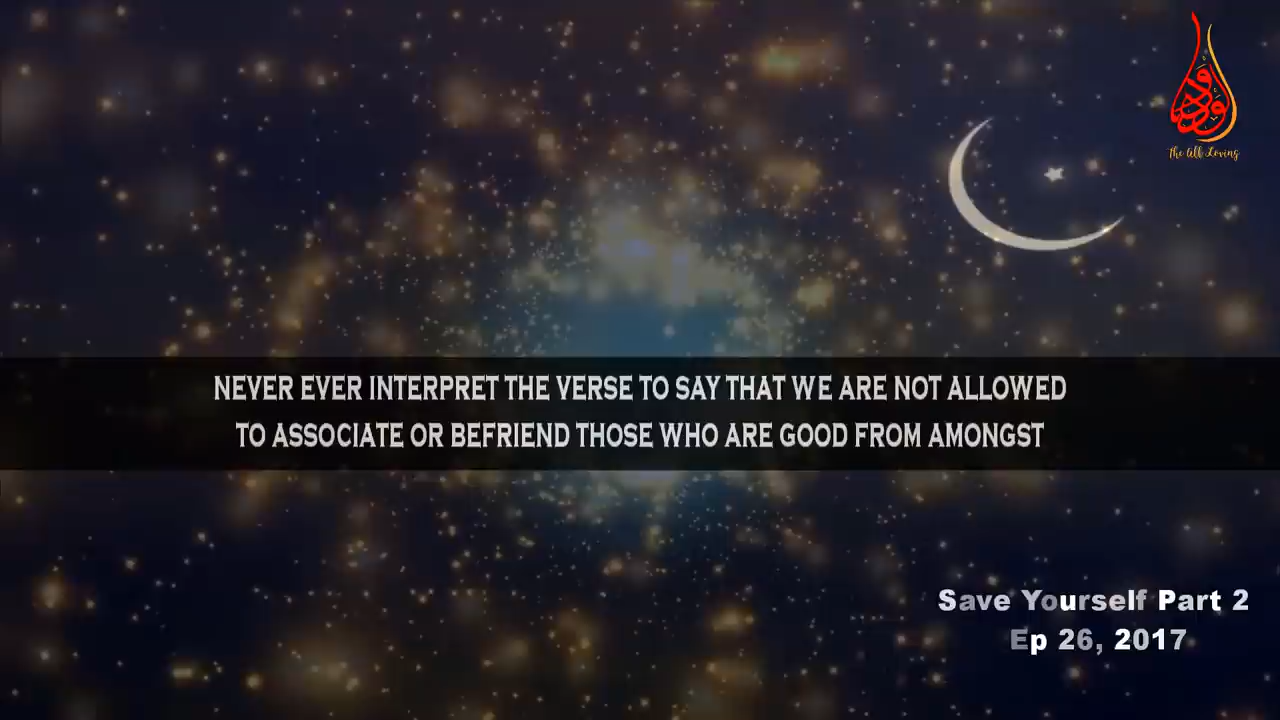 الودود
The All Loving
NEVER EVER INTERPRET THE VERSE TO SAY THAT WE ARE NOT ALLOWED
TO ASSOCIATE OR BEFRIEND THOSE WHO ARE GOOD FROM AMONGST
Save Yourself Part 2
Ep 26, 2017